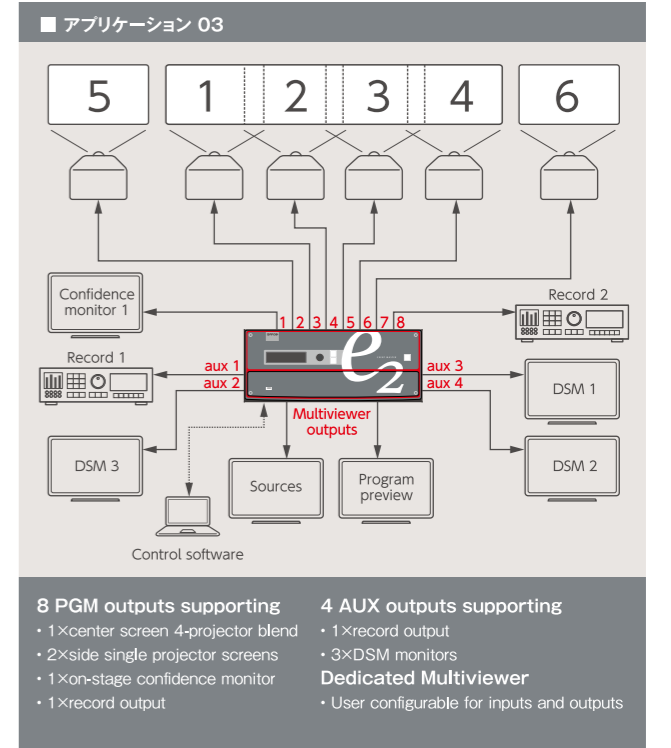 ■ アプリケーション 03
5 1 2 3 4 6
Confidence
monitor 1
1 2 3 4 5 6 7 8
Record 2
8888
Record 1
8888
aux 1
aux 2
e2
aux 3
aux 4
DSM 1
Multiviewer
outputs
DSM 3
Sources
Program
preview
DSM 2
Control software
8 PGM outputs supporting
・1×center screen 4-projector blend
・2×side single projector screens
・1×on-stage confidence monitor
・1×record output
4 AUX outputs supporting
・1×record output
・3×DSM monitors
Dedicated Multiviewer
・User configurable for inputs and outputs